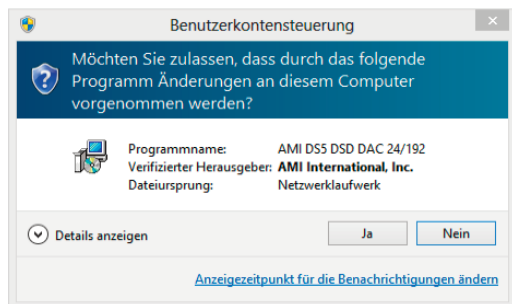 Benutzerkontensteuerung
Möchten Sie zulassen, dass durch das folgende
Programm Änderungen an diesem Computer
vorgenommen werden?
Programmname: AMI DS5 DSD DAC 24/192
Verifizierter Herausgeber: AMI International, Inc.
Dateiursprung: Netzwerklaufwerk
Details anzeigen Ja Nein
Anzeigezeitpunkt für die Benachrichtigungen ändern